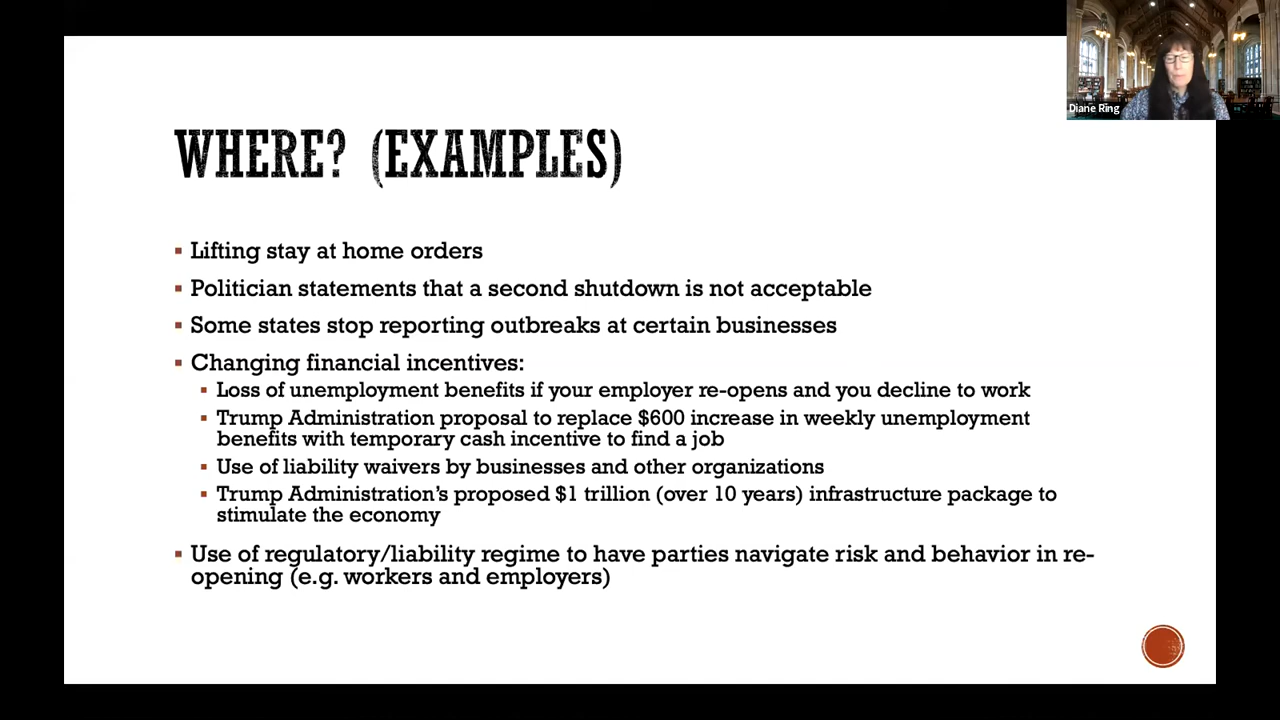 Diane Ring
WHERE? (EXAMPLES)
▪ Lifting stay at home orders
▪ Politician statements that a second shutdown is not acceptable
▪ Some states stop reporting outbreaks at certain businesses
▪ Changing financial incentives:
▪ Loss of unemployment benefits if your employer re-opens and you decline to work
▪ Trump Administration proposal to replace $600 increase in weekly unemployment
benefits with temporary cash incentive to find a job
▪ Use of liability waivers by businesses and other organizations
▪ Trump Administration's proposed $1 trillion (over 10 years) infrastructure package to
stimulate the economy
▪ Use of regulatory/liability regime to have parties navigate risk and behavior in re-
opening (e.g. workers and employers)